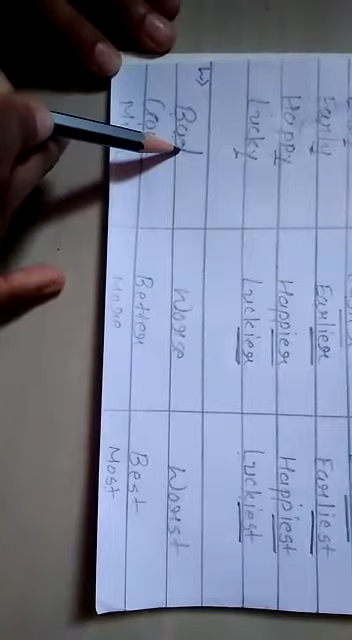 Early Earlier Earliest
Happy Happier Happiest
Lucky Luckier Luckiest
Bad Worse Worst
Better Best
More Most